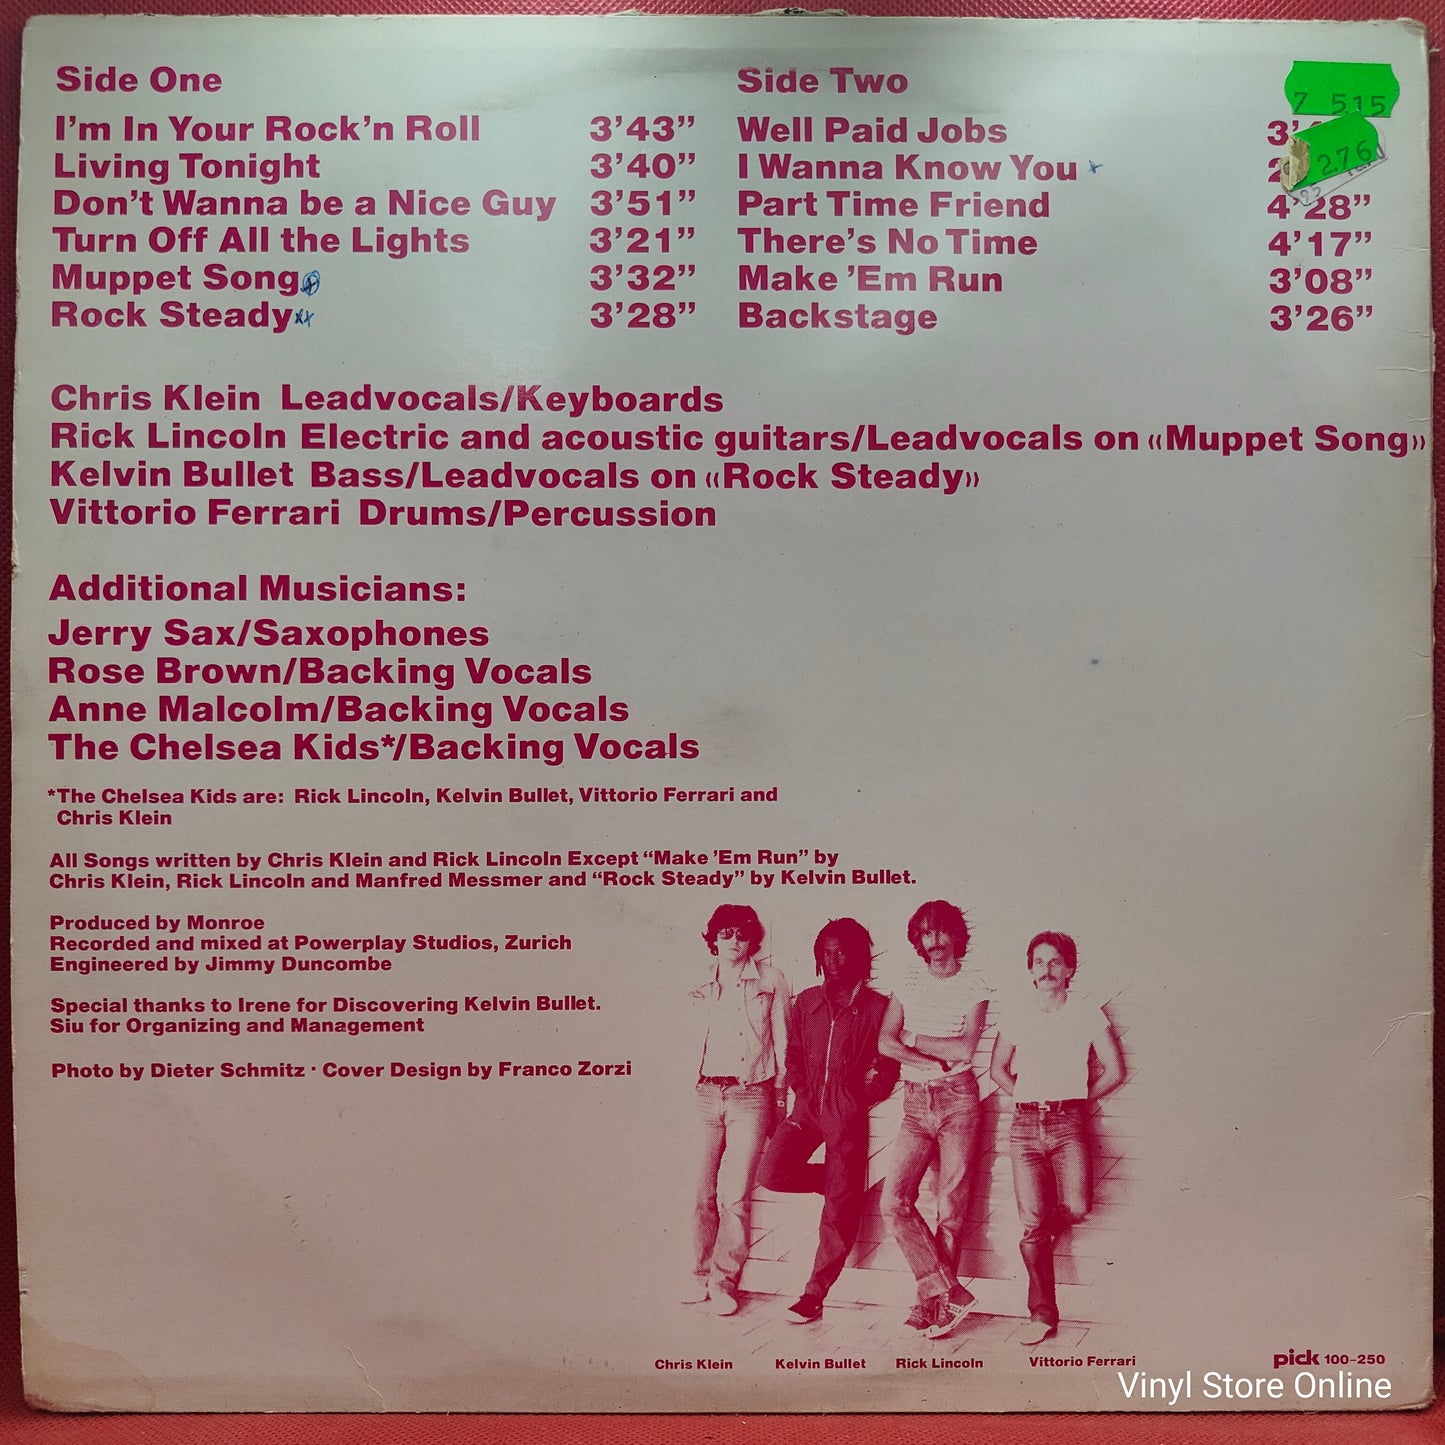 Side One
I'm In Your Rock'n Roll 3'43"
Living Tonight 3'40"
Don't Wanna be a Nice Guy 3'51"
Turn Off All the Lights 3'21"
Muppet Song 3'32"
Rock Steady 3'28"
Side Two
Well Paid Jobs
I Wanna Know You
Part Time Friend 4'28"
There's No Time 4'17"
Make 'Em Run 3'08"
Backstage 3'26"
7 515
276
Chris Klein Leadvocals/Keyboards
Rick Lincoln Electric and acoustic guitars/Leadvocals on «Muppet Song»
Kelvin Bullet Bass/Leadvocals on «Rock Steady»
Vittorio Ferrari Drums/Percussion
Additional Musicians:
Jerry Sax/Saxophones
Rose Brown/Backing Vocals
Anne Malcolm/Backing Vocals
The Chelsea Kids*/Backing Vocals
*The Chelsea Kids are: Rick Lincoln, Kelvin Bullet, Vittorio Ferrari and
Chris Klein
All Songs written by Chris Klein and Rick Lincoln Except "Make 'Em Run" by
Chris Klein, Rick Lincoln and Manfred Messmer and "Rock Steady" by Kelvin Bullet.
Produced by Monroe
Recorded and mixed at Powerplay Studios, Zurich
Engineered by Jimmy Duncombe
Special thanks to Irene for Discovering Kelvin Bullet.
Siu for Organizing and Management
Photo by Dieter Schmitz · Cover Design by Franco Zorzi
Chris Klein Kelvin Bullet Rick Lincoln Vittorio Ferrari
pick 100-250
Vinyl Store Online